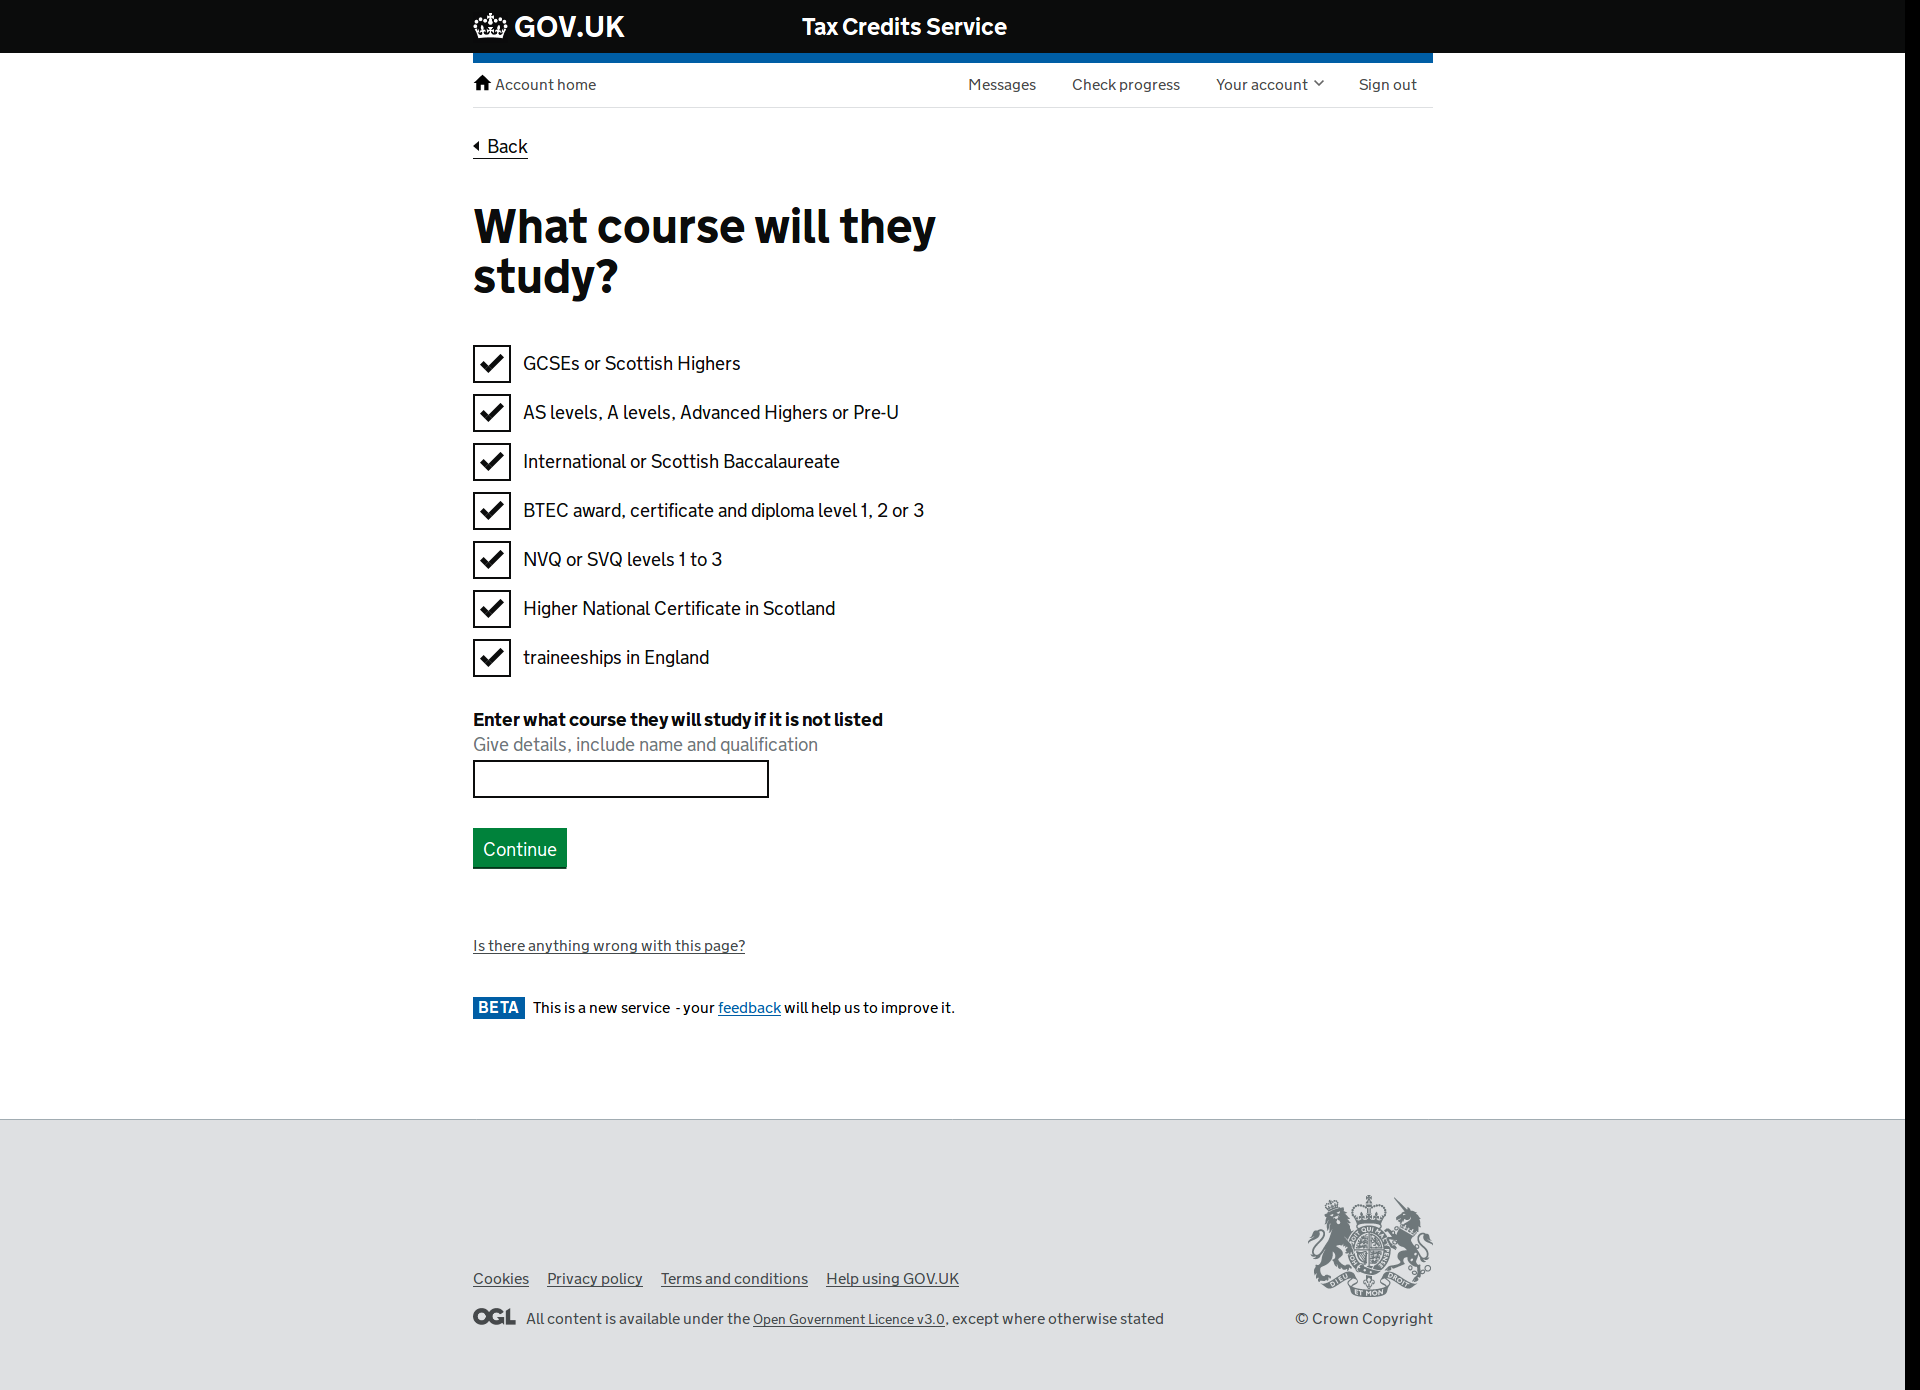 GOV.UK
Tax Credits Service
Account home
Messages
Check progress
Your account
Sign out
Back
What course will they
study?
GCSEs or Scottish Highers
AS levels, A levels, Advanced Highers or Pre-U
International or Scottish Baccalaureate
BTEC award, certificate and diploma level 1, 2 or 3
NVQ or SVQ levels 1 to 3
Higher National Certificate in Scotland
traineeships in England
Enter what course they will study if it is not listed
Give details, include name and qualification
Continue
Is there anything wrong with this page?
BETA This is a new service - your feedback will help us to improve it.
Cookies Privacy policy Terms and conditions Help using GOV.UK
OGL All content is available under the Open Government Licence v3.0, except where otherwise stated
DIEU ET MON DROIT
© Crown Copyright